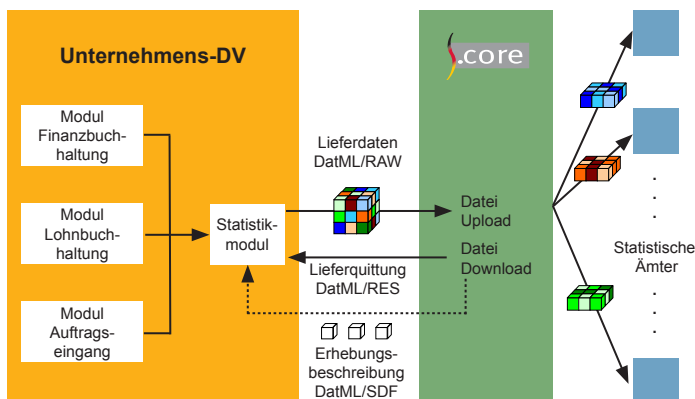 Unternehmens-DV
Modul
Finanzbuch-
haltung
Modul
Lohnbuch-
haltung
Modul
Auftrags-
eingang
Statistik-
modul
Lieferdaten
DatML/RAW
Lieferquittung
DatML/RES
Erhebungs-
beschreibung
DatML/SDF
.core
Datei
Upload
Datei
Download
Statistische
Ämter